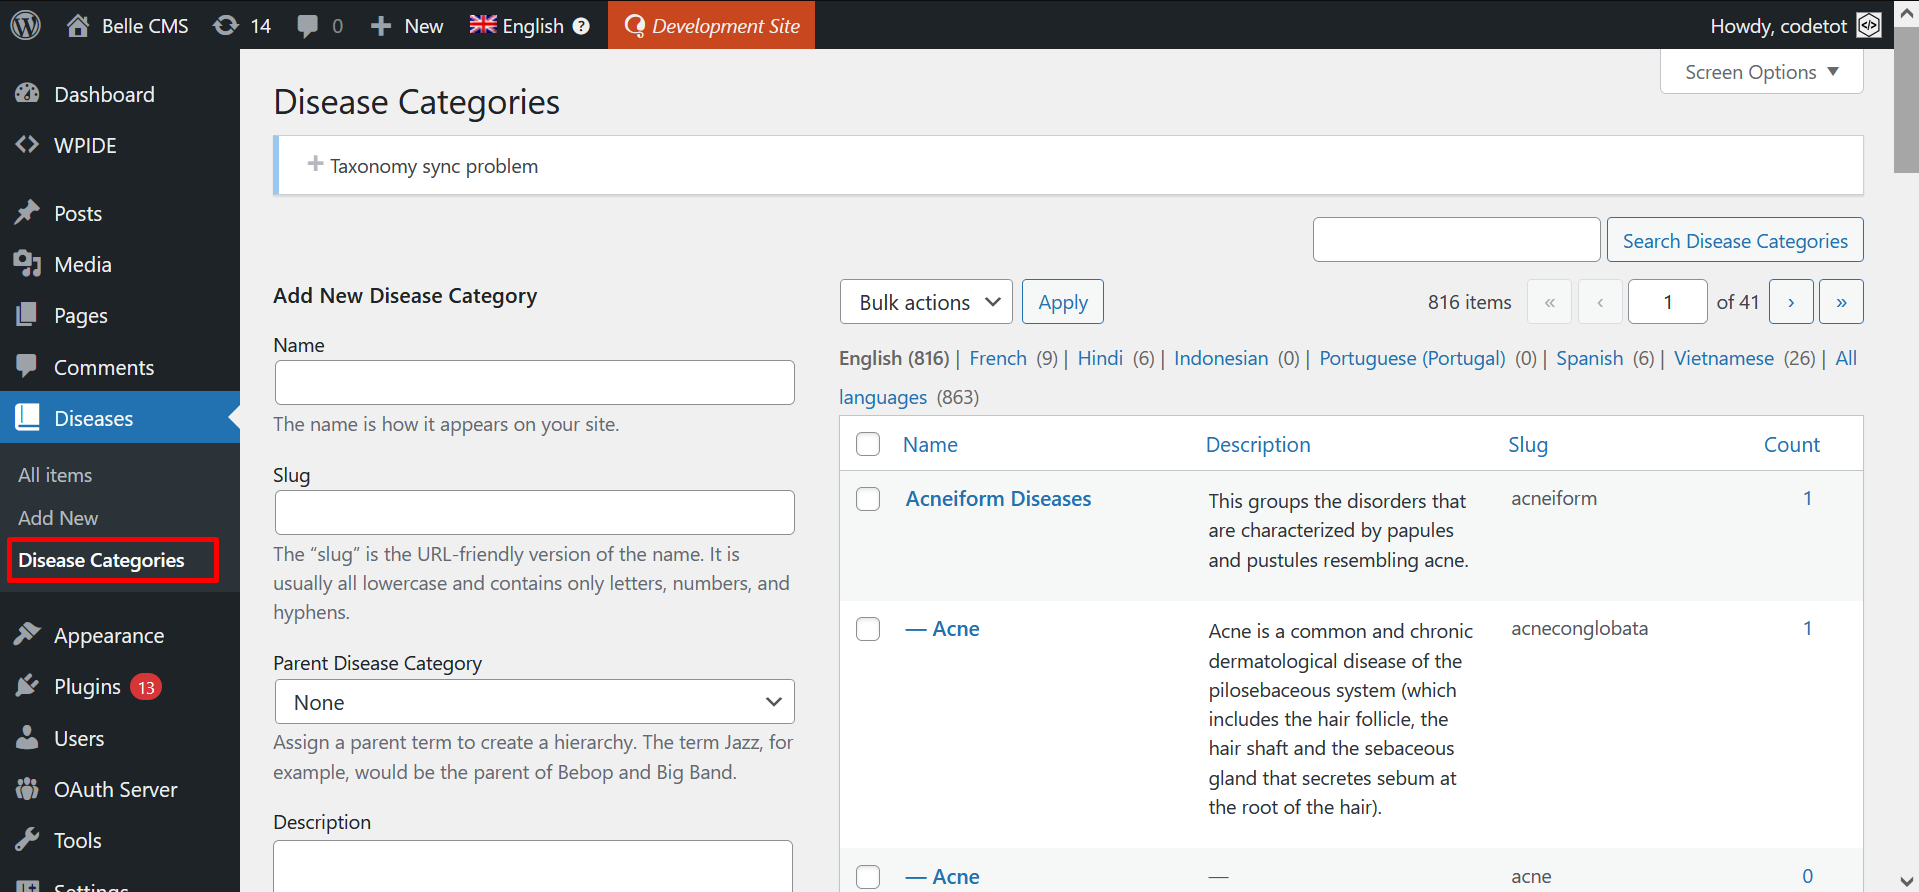 Belle CMS 14 0 New English Development Site Howdy, codetot
Screen Options
Dashboard
WPIDE
Posts
Media
Pages
Comments
Diseases
All items
Add New
Disease Categories
Appearance
Plugins 13
Users
OAuth Server
Tools
Settings
Disease Categories
+ Taxonomy sync problem
Search Disease Categories
Add New Disease Category
Name
The name is how it appears on your site.
Slug
The “slug” is the URL-friendly version of the name. It is
usually all lowercase and contains only letters, numbers, and
hyphens.
Parent Disease Category
None
Assign a parent term to create a hierarchy. The term Jazz, for
example, would be the parent of Bebop and Big Band.
Description
Bulk actions Apply 816 items « ‹ 1 of 41 › »
English (816) | French (9) | Hindi (6) | Indonesian (0) | Portuguese (Portugal) (0) | Spanish (6) | Vietnamese (26) | All
languages (863)
Name Description Slug Count
Acneiform Diseases This groups the disorders that acneiform 1
are characterized by papules
and pustules resembling acne.
— Acne Acne is a common and chronic acneconglobata 1
dermatological disease of the
pilosebaceous system (which
includes the hair follicle, the
hair shaft and the sebaceous
gland that secretes sebum at
the root of the hair).
— Acne — acne 0